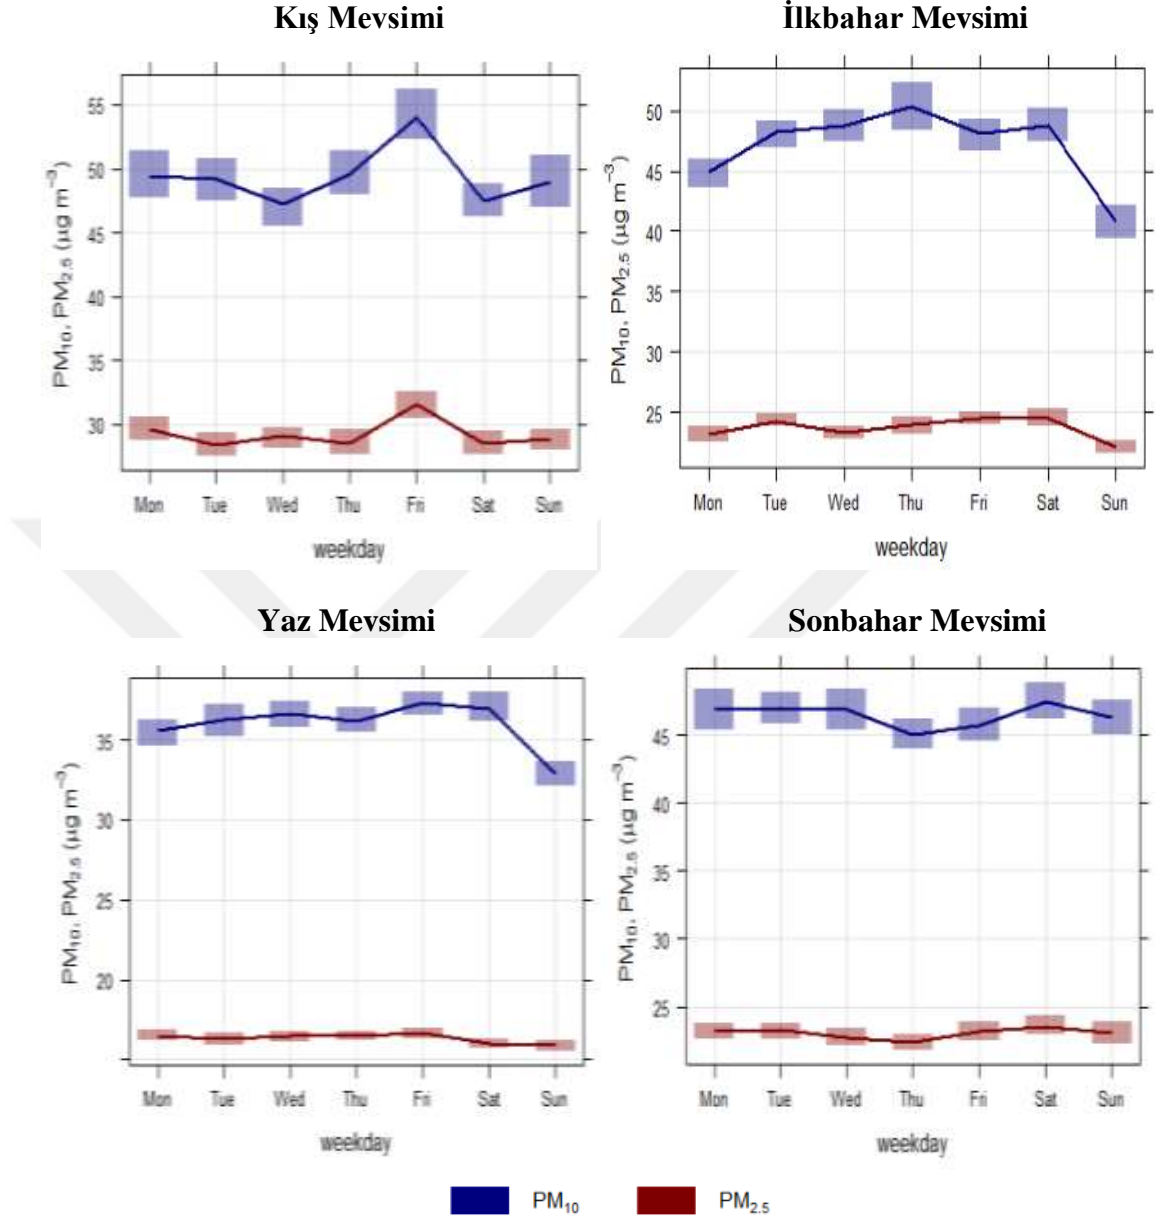 Kış Mevsimi
İlkbahar Mevsimi
PM₁₀, PM₂.₅ (µg m⁻³)
55
50
45
40
35
30
Mon Tue Wed Thu Fri Sat Sun
weekday
PM₁₀, PM₂.₅ (µg m⁻³)
50
45
40
35
30
25
Mon Tue Wed Thu Fri Sat Sun
weekday
Yaz Mevsimi
Sonbahar Mevsimi
PM₁₀, PM₂.₅ (µg m⁻³)
35
30
25
20
Mon Tue Wed Thu Fri Sat Sun
weekday
PM₁₀, PM₂.₅ (µg m⁻³)
45
40
35
30
25
Mon Tue Wed Thu Fri Sat Sun
weekday
PM₁₀ PM₂.₅